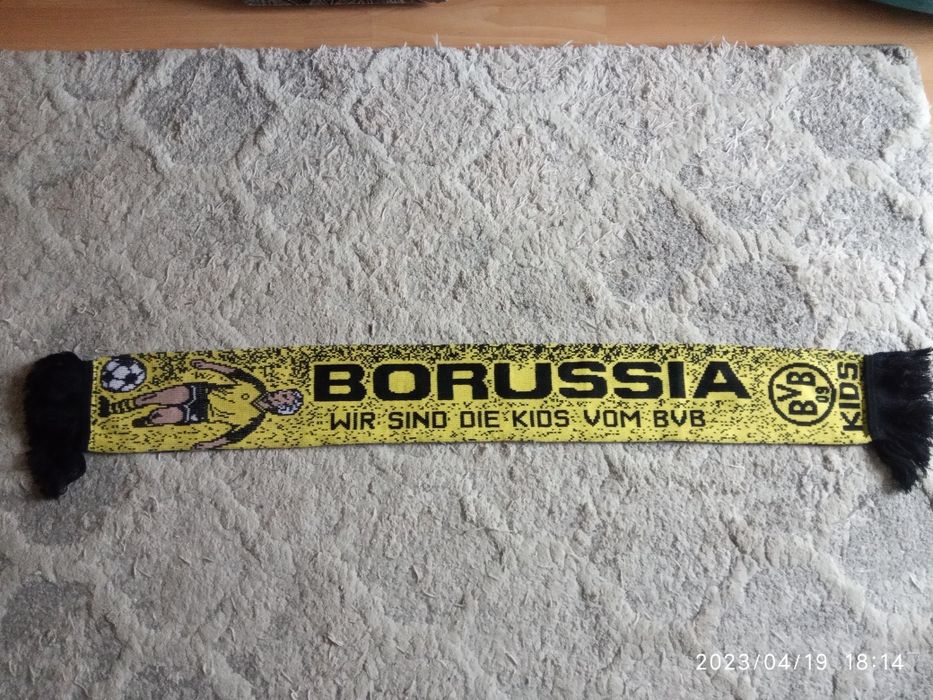 BORUSSIA
WIR SIND DIE KIDS VOM BVB
BVB
09
KIDS
2023/04/19 18:14